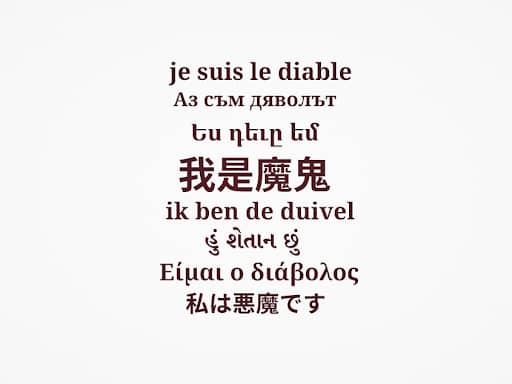 je suis le diable
Аз съм дяволът
Ես դեւը եմ
我是魔鬼
ik ben de duivel
હું શેતાન છું
Είμαι ο διάβολος
私は悪魔です